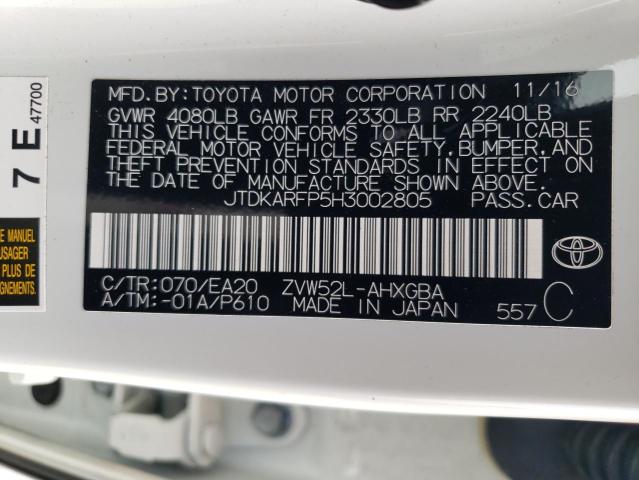 MFD. BY: TOYOTA MOTOR CORPORATION 11/16
GVWR 4080LB GAWR FR 2330LB RR 2240LB
THIS VEHICLE CONFORMS TO ALL APPLICABLE
FEDERAL MOTOR VEHICLE SAFETY, BUMPER, AND
THEFT PREVENTION STANDARDS IN EFFECT ON
THE DATE OF MANUFACTURE SHOWN ABOVE.
JTDKARFP5H3002805 PASS. CAR
C/TR: 070/EA20 ZVW52L-AHXGBA
A/TM: -01A/P610 MADE IN JAPAN 557 C
TOYOTA
7 E
47700
E MANUEL
USAGER
PLUS DE
GNEMENTS.